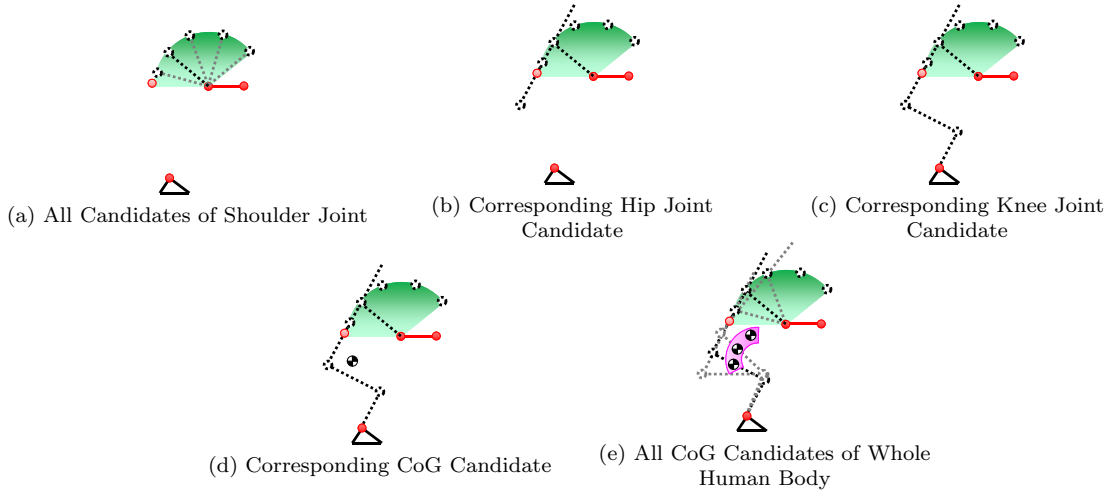 (a) All Candidates of Shoulder Joint
(b) Corresponding Hip Joint
Candidate
(c) Corresponding Knee Joint
Candidate
(d) Corresponding CoG Candidate
(e) All CoG Candidates of Whole
Human Body